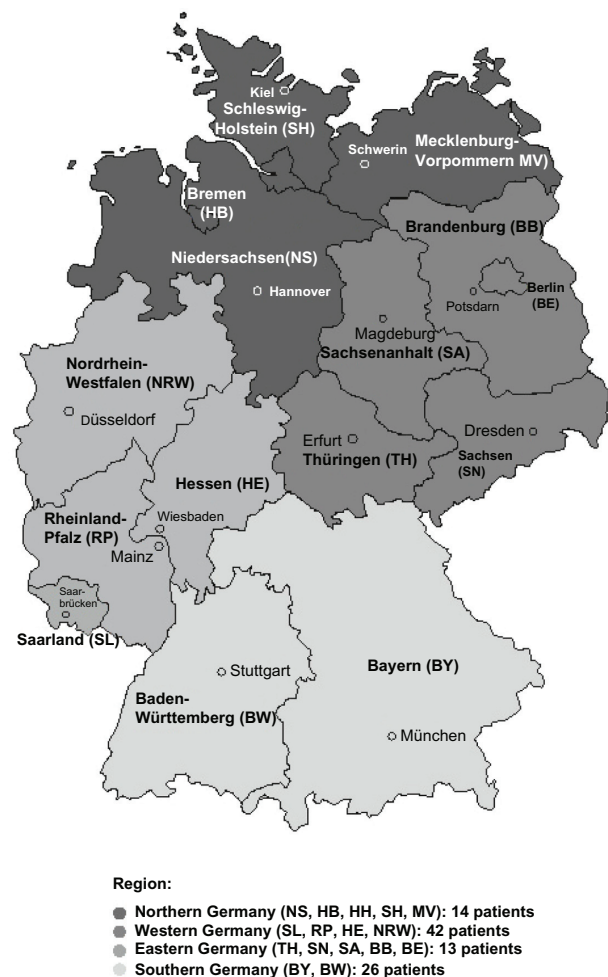 Kiel
Schleswig-
Holstein (SH)
Mecklenburg-
Vorpommern MV)
Schwerin
Bremen
(HB)
Brandenburg (BB)
Niedersachsen(NS)
Hannover
Potsdarn
Berlin
(BE)
Magdeburg
Sachsenanhalt (SA)
Nordrhein-
Westfalen (NRW)
Düsseldorf
Erfurt
Thüringen (TH)
Dresden
Sachsen
(SN)
Hessen (HE)
Rheinland-
Pfalz (RP)
Wiesbaden
Mainz
Saar-
brücken
Saarland (SL)
Stuttgart
Bayern (BY)
Baden-
Württemberg (BW)
München
Region:
Northern Germany (NS, HB, HH, SH, MV): 14 patients
Western Germany (SL, RP, HE, NRW): 42 patients
Eastern Germany (TH, SN, SA, BB, BE): 13 patients
Southern Germany (BY, BW): 26 patients